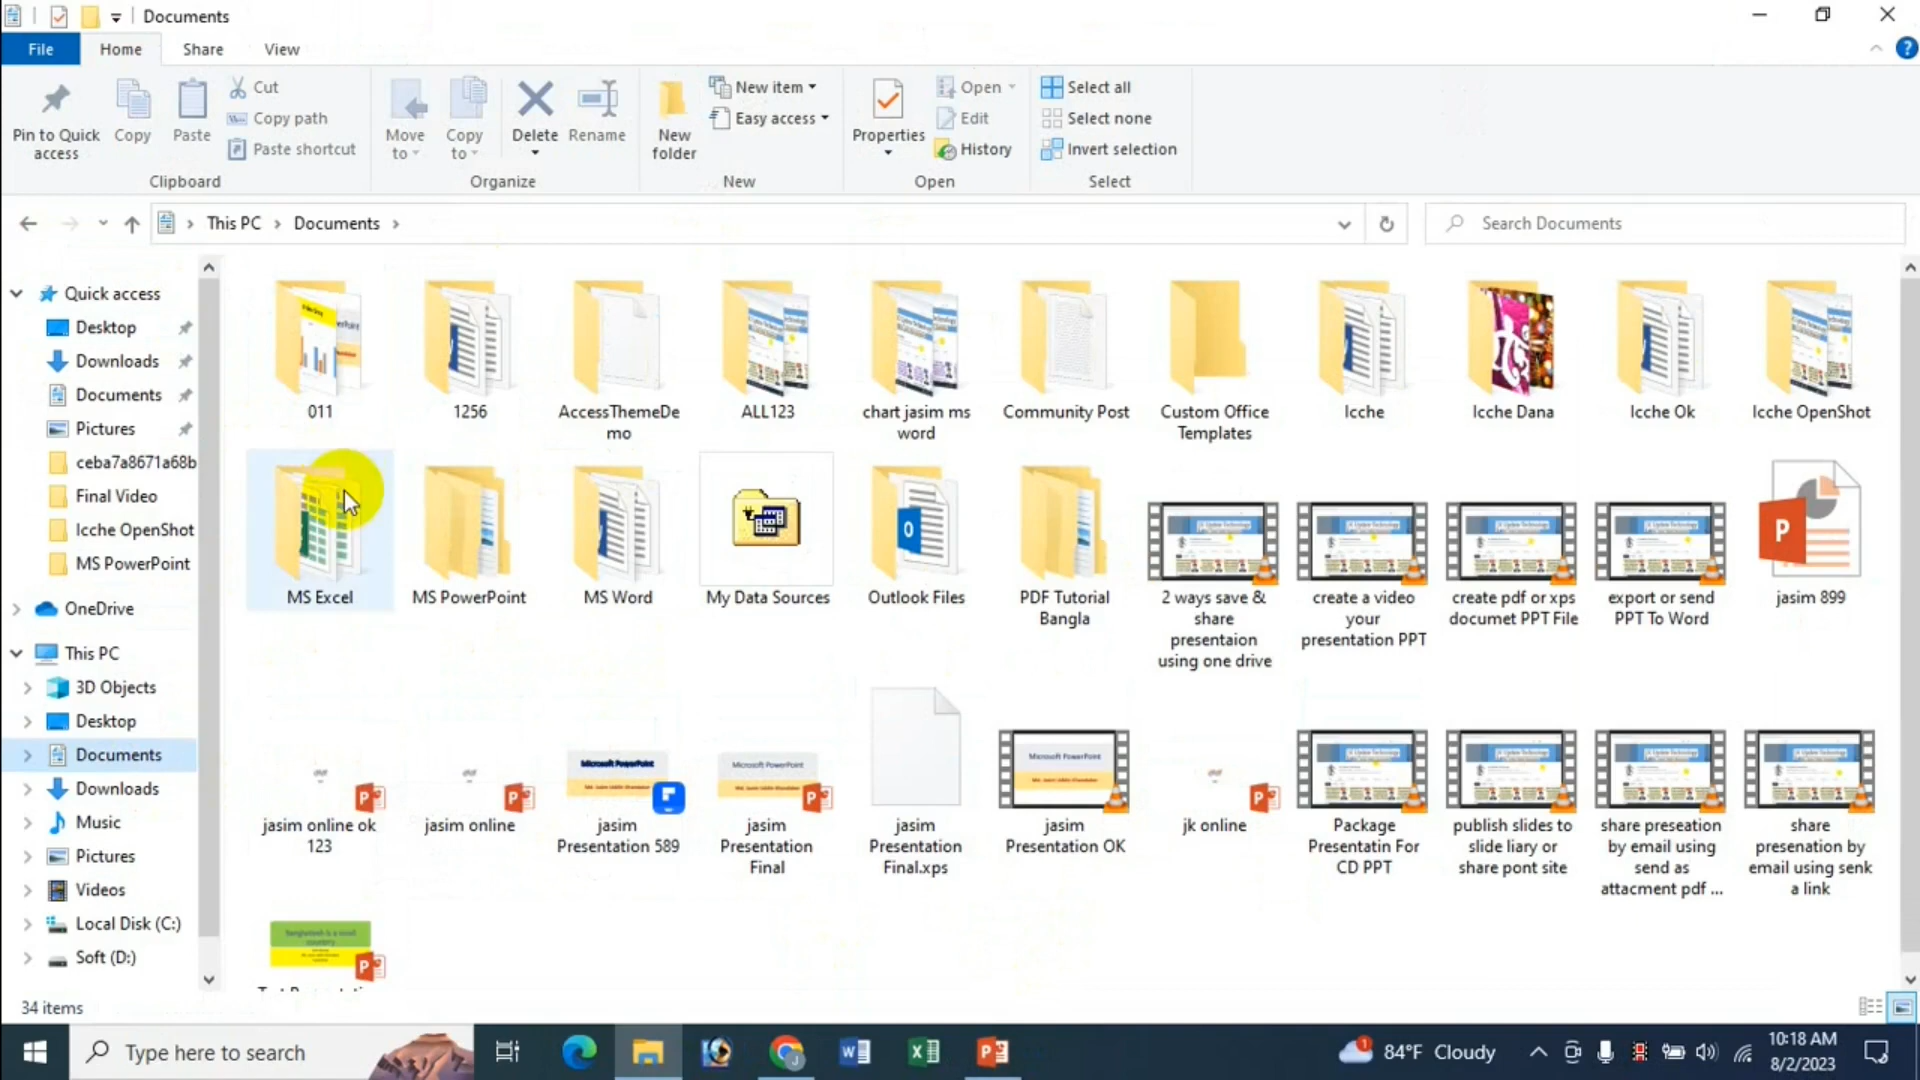 Documents
File
Home
Share
View
Pin to Quick
access
Copy
Paste
Cut
Copy path
Paste shortcut
Clipboard
Move
to
Copy
to
Delete
Rename
Organize
New
folder
New item
Easy access
New
Properties
Open
Edit
History
Open
Select all
Select none
Invert selection
Select
This PC
Documents
Search Documents
Quick access
Desktop
Downloads
Documents
Pictures
ceba7a8671a68b
Final Video
Icche OpenShot
MS PowerPoint
OneDrive
This PC
3D Objects
Desktop
Documents
Downloads
Music
Pictures
Videos
Local Disk (C:)
Soft (D:)
011
1256
AccessThemeDe
mo
ALL123
chart jasim ms
word
Community Post
Custom Office
Templates
Icche
Icche Dana
Icche Ok
Icche OpenShot
MS Excel
MS PowerPoint
MS Word
My Data Sources
Outlook Files
PDF Tutorial
Bangla
2 ways save &
share
presentaion
using one drive
create a video
your
presentation PPT
create pdf or xps
documet PPT File
export or send
PPT To Word
jasim 899
jasim online ok
123
jasim online
Microsoft PowerPoint
jasim
Presentation 589
Microsoft PowerPoint
jasim
Presentation
Final
jasim
Presentation
Final.xps
Microsoft PowerPoint
jasim
Presentation OK
jk online
Package
Presentatin For
CD PPT
publish slides to
slide liary or
share pont site
share preseation
by email using
send as
attacment pdf ...
share
presenation by
email using senk
a link
34 items
Type here to search
84°F Cloudy
10:18 AM
8/2/2023